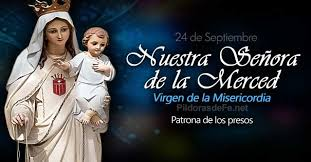 24 de Septiembre
Nuestra Señora
de la Merced
Virgen de la Misericordia
PildorasdeFe.net
Patrona de los presos